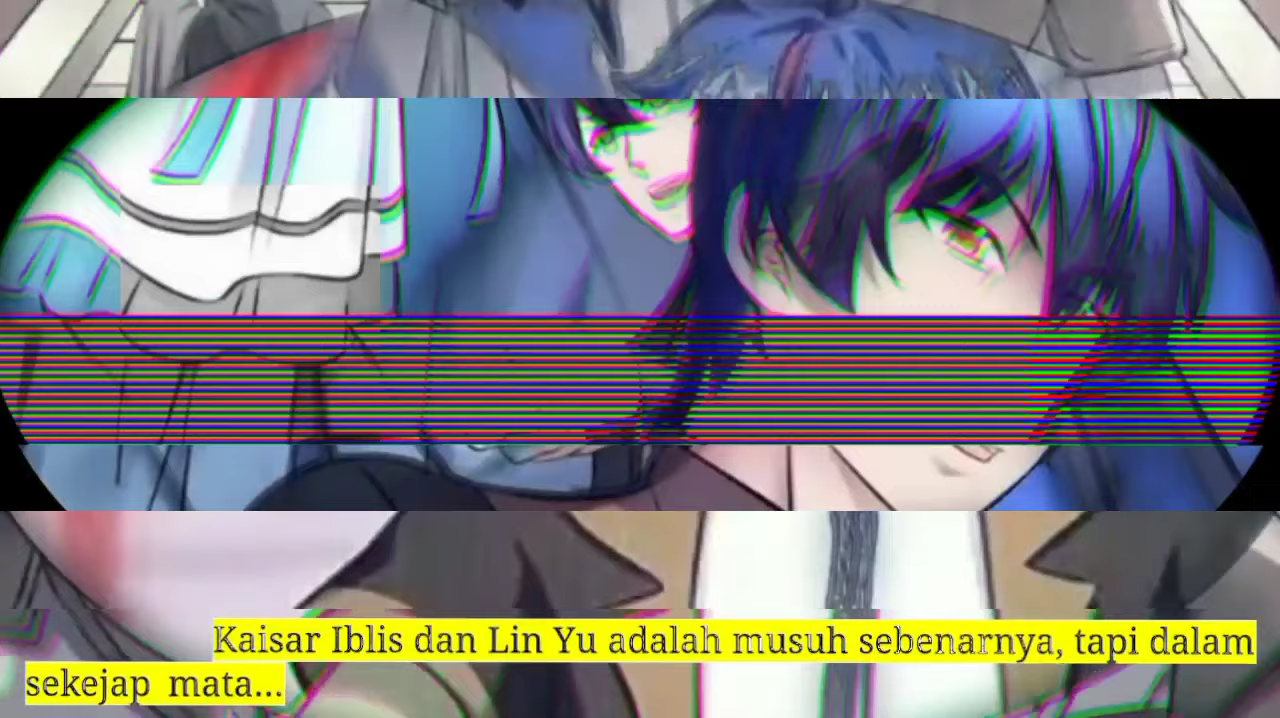 Kaisar Iblis dan Lin Yu adalah musuh sebenarnya, tapi dalam
sekejap mata...